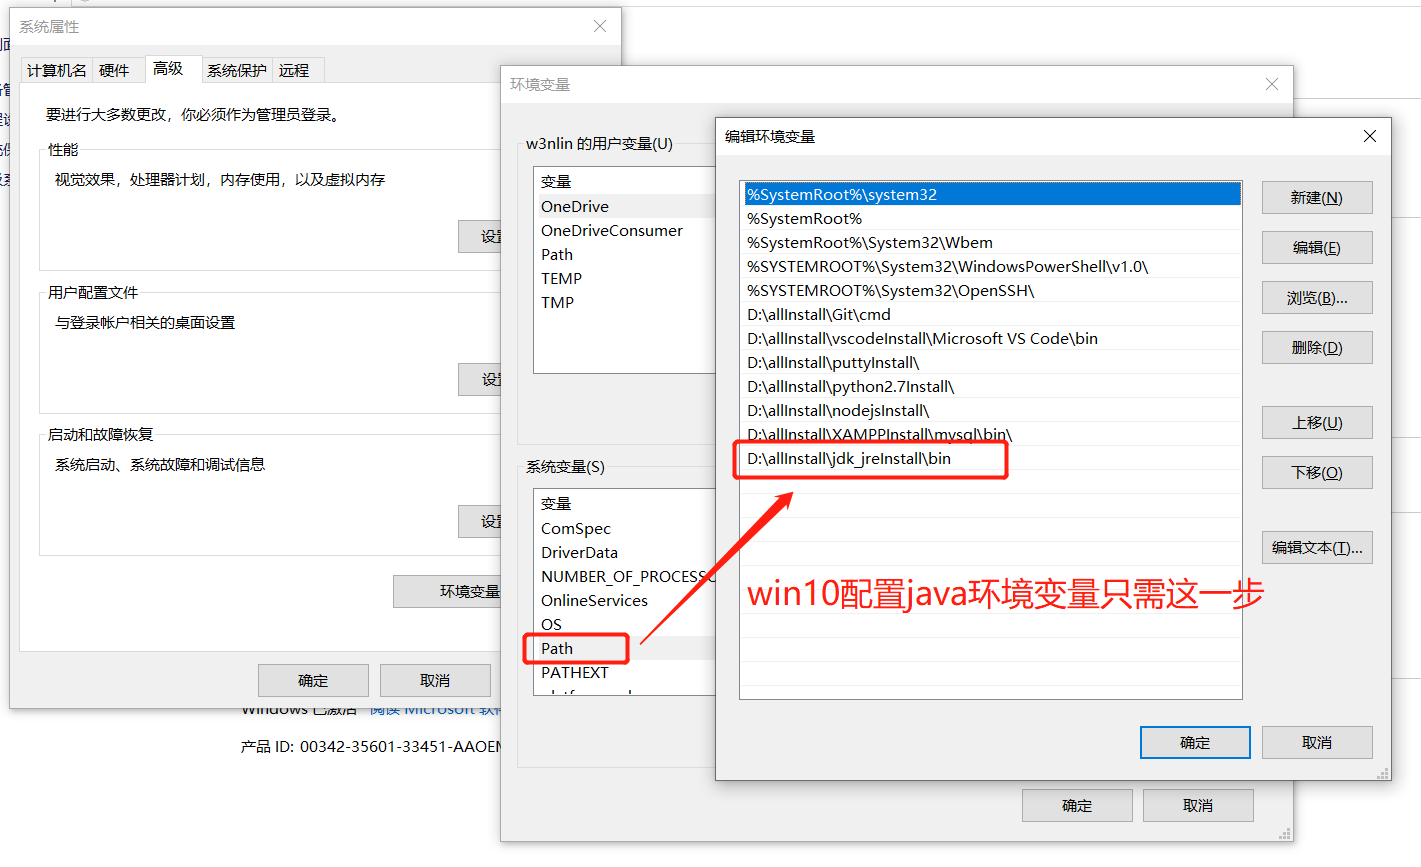 系统属性
计算机名
硬件
高级
系统保护
远程
要进行大多数更改，你必须作为管理员登录。
性能
视觉效果，处理器计划，内存使用，以及虚拟内存
用户配置文件
与登录帐户相关的桌面设置
启动和故障恢复
系统启动、系统故障和调试信息
环境变量
确定
取消
Windows 已激活 阅读 Microsoft
产品 ID: 00342-35601-33451-AAOEM
环境变量
w3nlin 的用户变量(U)
变量
OneDrive
OneDriveConsumer
Path
TEMP
TMP
系统变量(S)
变量
ComSpec
DriverData
NUMBER_OF_PROCESSO
OnlineServices
OS
Path
PATHEXT
确定
取消
编辑环境变量
%SystemRoot%\system32
%SystemRoot%
%SystemRoot%\System32\Wbem
%SYSTEMROOT%\System32\WindowsPowerShell\v1.0\
%SYSTEMROOT%\System32\OpenSSH\
D:\allInstall\Git\cmd
D:\allInstall\vscodeInstall\Microsoft VS Code\bin
D:\allInstall\puttyInstall\
D:\allInstall\python2.7Install\
D:\allInstall\nodejsInstall\
D:\allInstall\XAMPPInstall\mysql\bin\
D:\allInstall\jdk_jreInstall\bin
win10配置java环境变量只需这一步
新建(N)
编辑(E)
浏览(B)...
删除(D)
上移(U)
下移(O)
编辑文本(T)...
确定
取消